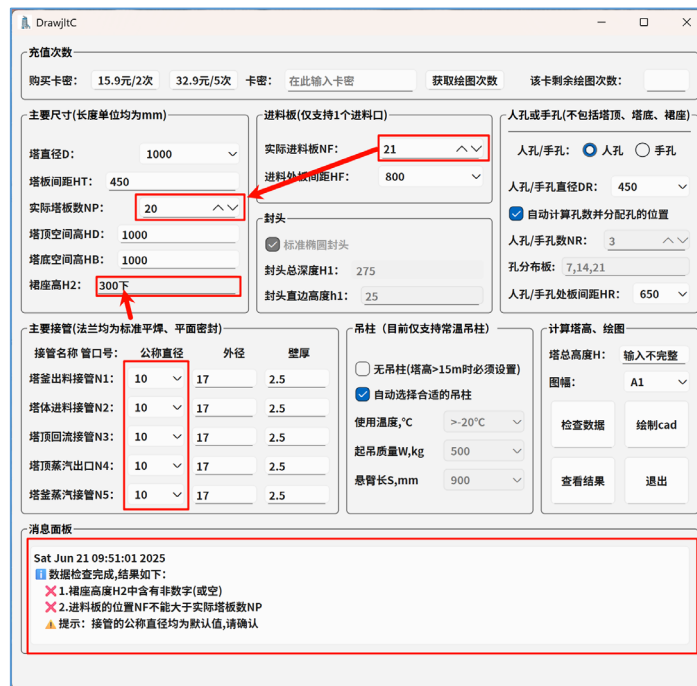 DrawjltC
充值次数
购买卡密: 15.9元/2次 32.9元/5次 卡密: 在此输入卡密 获取绘图次数 该卡剩余绘图次数:
主要尺寸(长度单位均为mm)
塔直径D: 1000
塔板间距HT: 450
实际塔板数NP: 20
塔顶空间高HD: 1000
塔底空间高HB: 1000
裙座高H2: 300下
进料板(仅支持1个进料口)
实际进料板NF: 21
进料处板间距HF: 800
封头
标准椭圆封头
封头总深度H1: 275
封头直边高度h1: 25
人孔或手孔(不包括塔顶、塔底、裙座)
人孔/手孔: 人孔 手孔
人孔/手孔直径DR: 450
自动计算孔数并分配孔的位置
人孔/手孔数NR: 3
孔分布板: 7,14,21
人孔/手孔处板间距HR: 650
主要接管(法兰均为标准平焊、平面密封)
接管名称 管口号: 公称直径 外径 壁厚
塔釜出料接管N1: 10 17 2.5
塔体进料接管N2: 10 17 2.5
塔顶回流接管N3: 10 17 2.5
塔顶蒸汽出口N4: 10 17 2.5
塔釜蒸汽接管N5: 10 17 2.5
吊柱（目前仅支持常温吊柱）
无吊柱(塔高>15m时必须设置)
自动选择合适的吊柱
使用温度,℃ >-20℃
起吊质量W,kg 500
悬臂长S,mm 900
计算塔高、绘图
塔总高度H: 输入不完整
图幅: A1
检查数据 绘制cad
查看结果 退出
消息面板
Sat Jun 21 09:51:01 2025
ℹ️ 数据检查完成,结果如下:
❌ 1.裙座高度H2中含有非数字(或空)
❌ 2.进料板的位置NF不能大于实际塔板数NP
⚠️ 提示: 接管的公称直径均为默认值,请确认